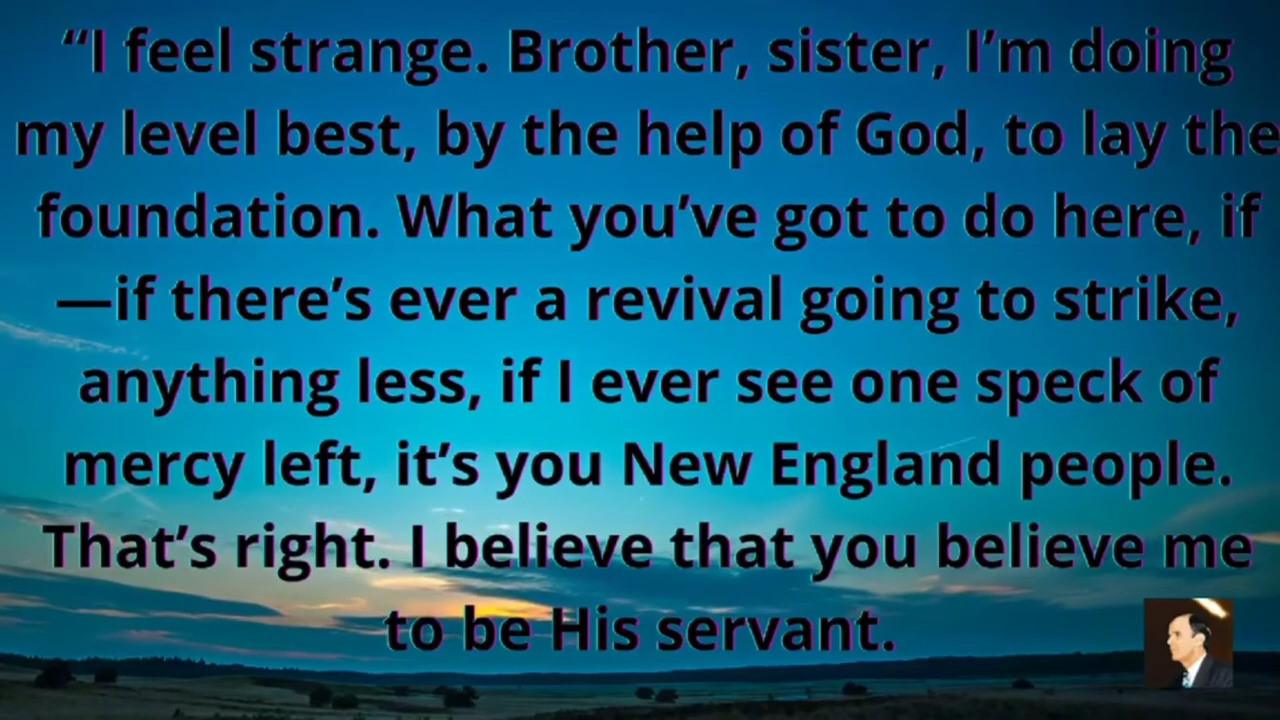 “I feel strange. Brother, sister, I’m doing
my level best, by the help of God, to lay the
foundation. What you’ve got to do here, if
—if there’s ever a revival going to strike,
anything less, if I ever see one speck of
mercy left, it’s you New England people.
That’s right. I believe that you believe me
to be His servant.